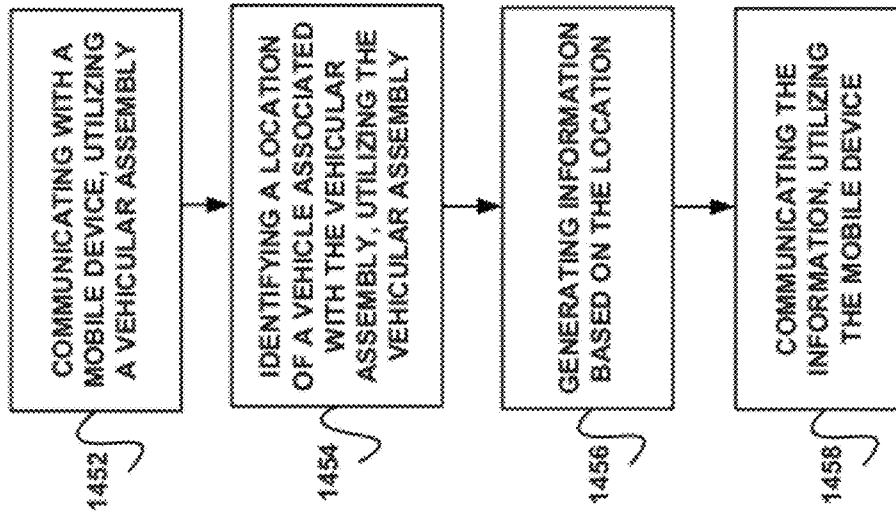 COMMUNICATING WITH A
MOBILE DEVICE, UTILIZING
A VEHICULAR ASSEMBLY
1452
IDENTIFYING A LOCATION
OF A VEHICLE ASSOCIATED
WITH THE VEHICULAR
ASSEMBLY, UTILIZING THE
VEHICULAR ASSEMBLY
1454
GENERATING INFORMATION
BASED ON THE LOCATION
1456
COMMUNICATING THE
INFORMATION, UTILIZING
THE MOBILE DEVICE
1458